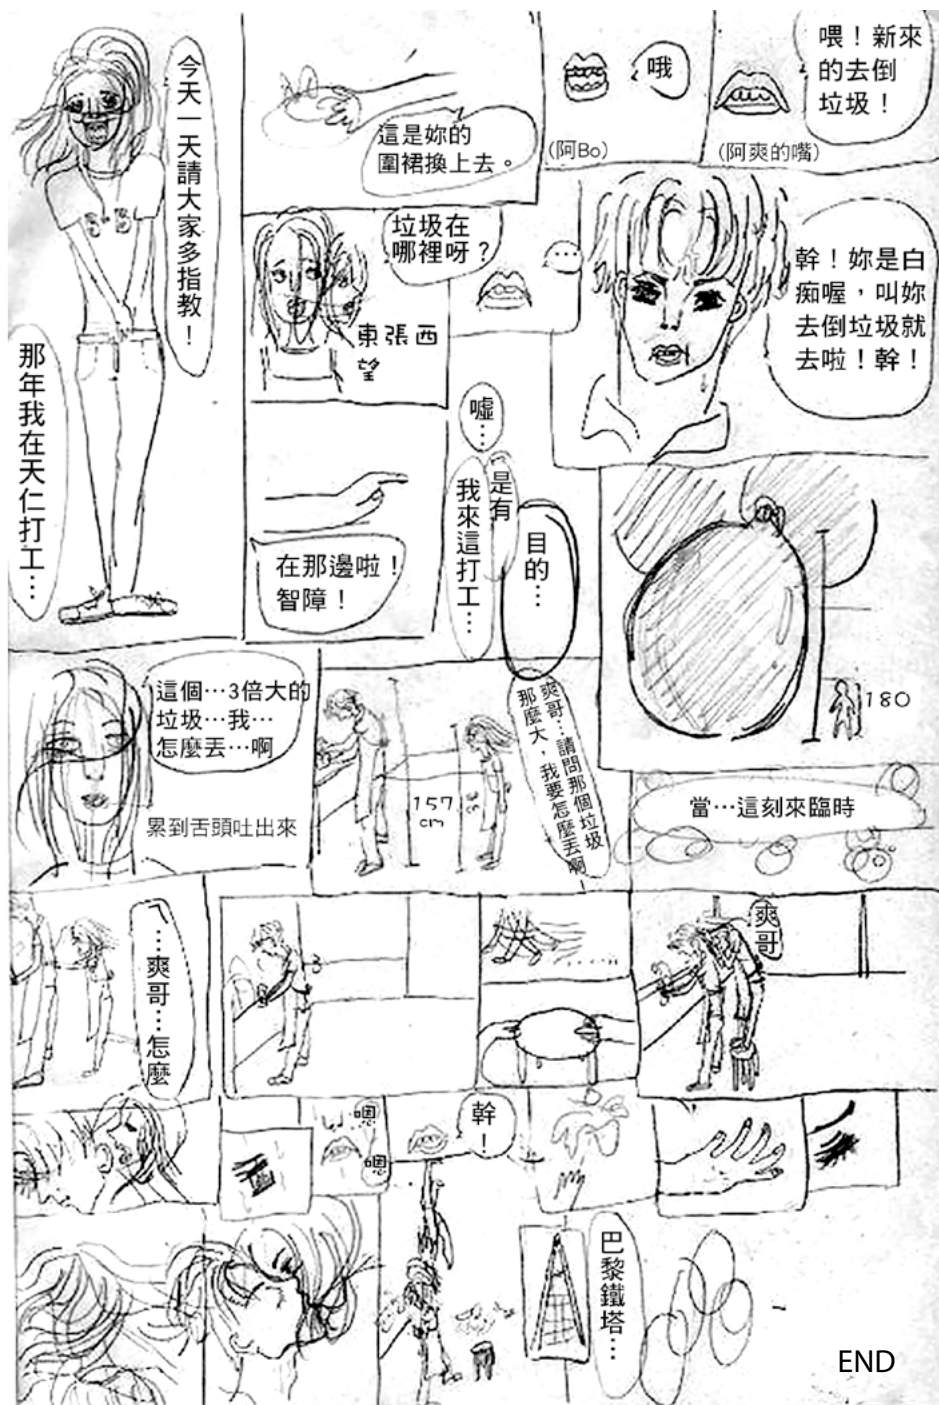 今天一天請大家多指教！
那年我在天仁打工…
這是妳的
圍裙換上去。
哦
(阿Bo)
喂！新來
的去倒
垃圾！
(阿爽的嘴)
垃圾在
哪裡呀？
東張西
望
…
幹！妳是白
痴喔，叫妳
去倒垃圾就
去啦！幹！
在那邊啦！
智障！
噓…
我來這打工…
是有
目的…
180
這個…3倍大的
垃圾…我…
怎麼丟…啊
累到舌頭吐出來
157
cm
爽哥…請問那個垃圾
那麼大，我要怎麼丟啊
當…這刻來臨時
…爽哥…怎麼
爽哥
嗯
嗯
幹！
巴黎鐵塔…
END